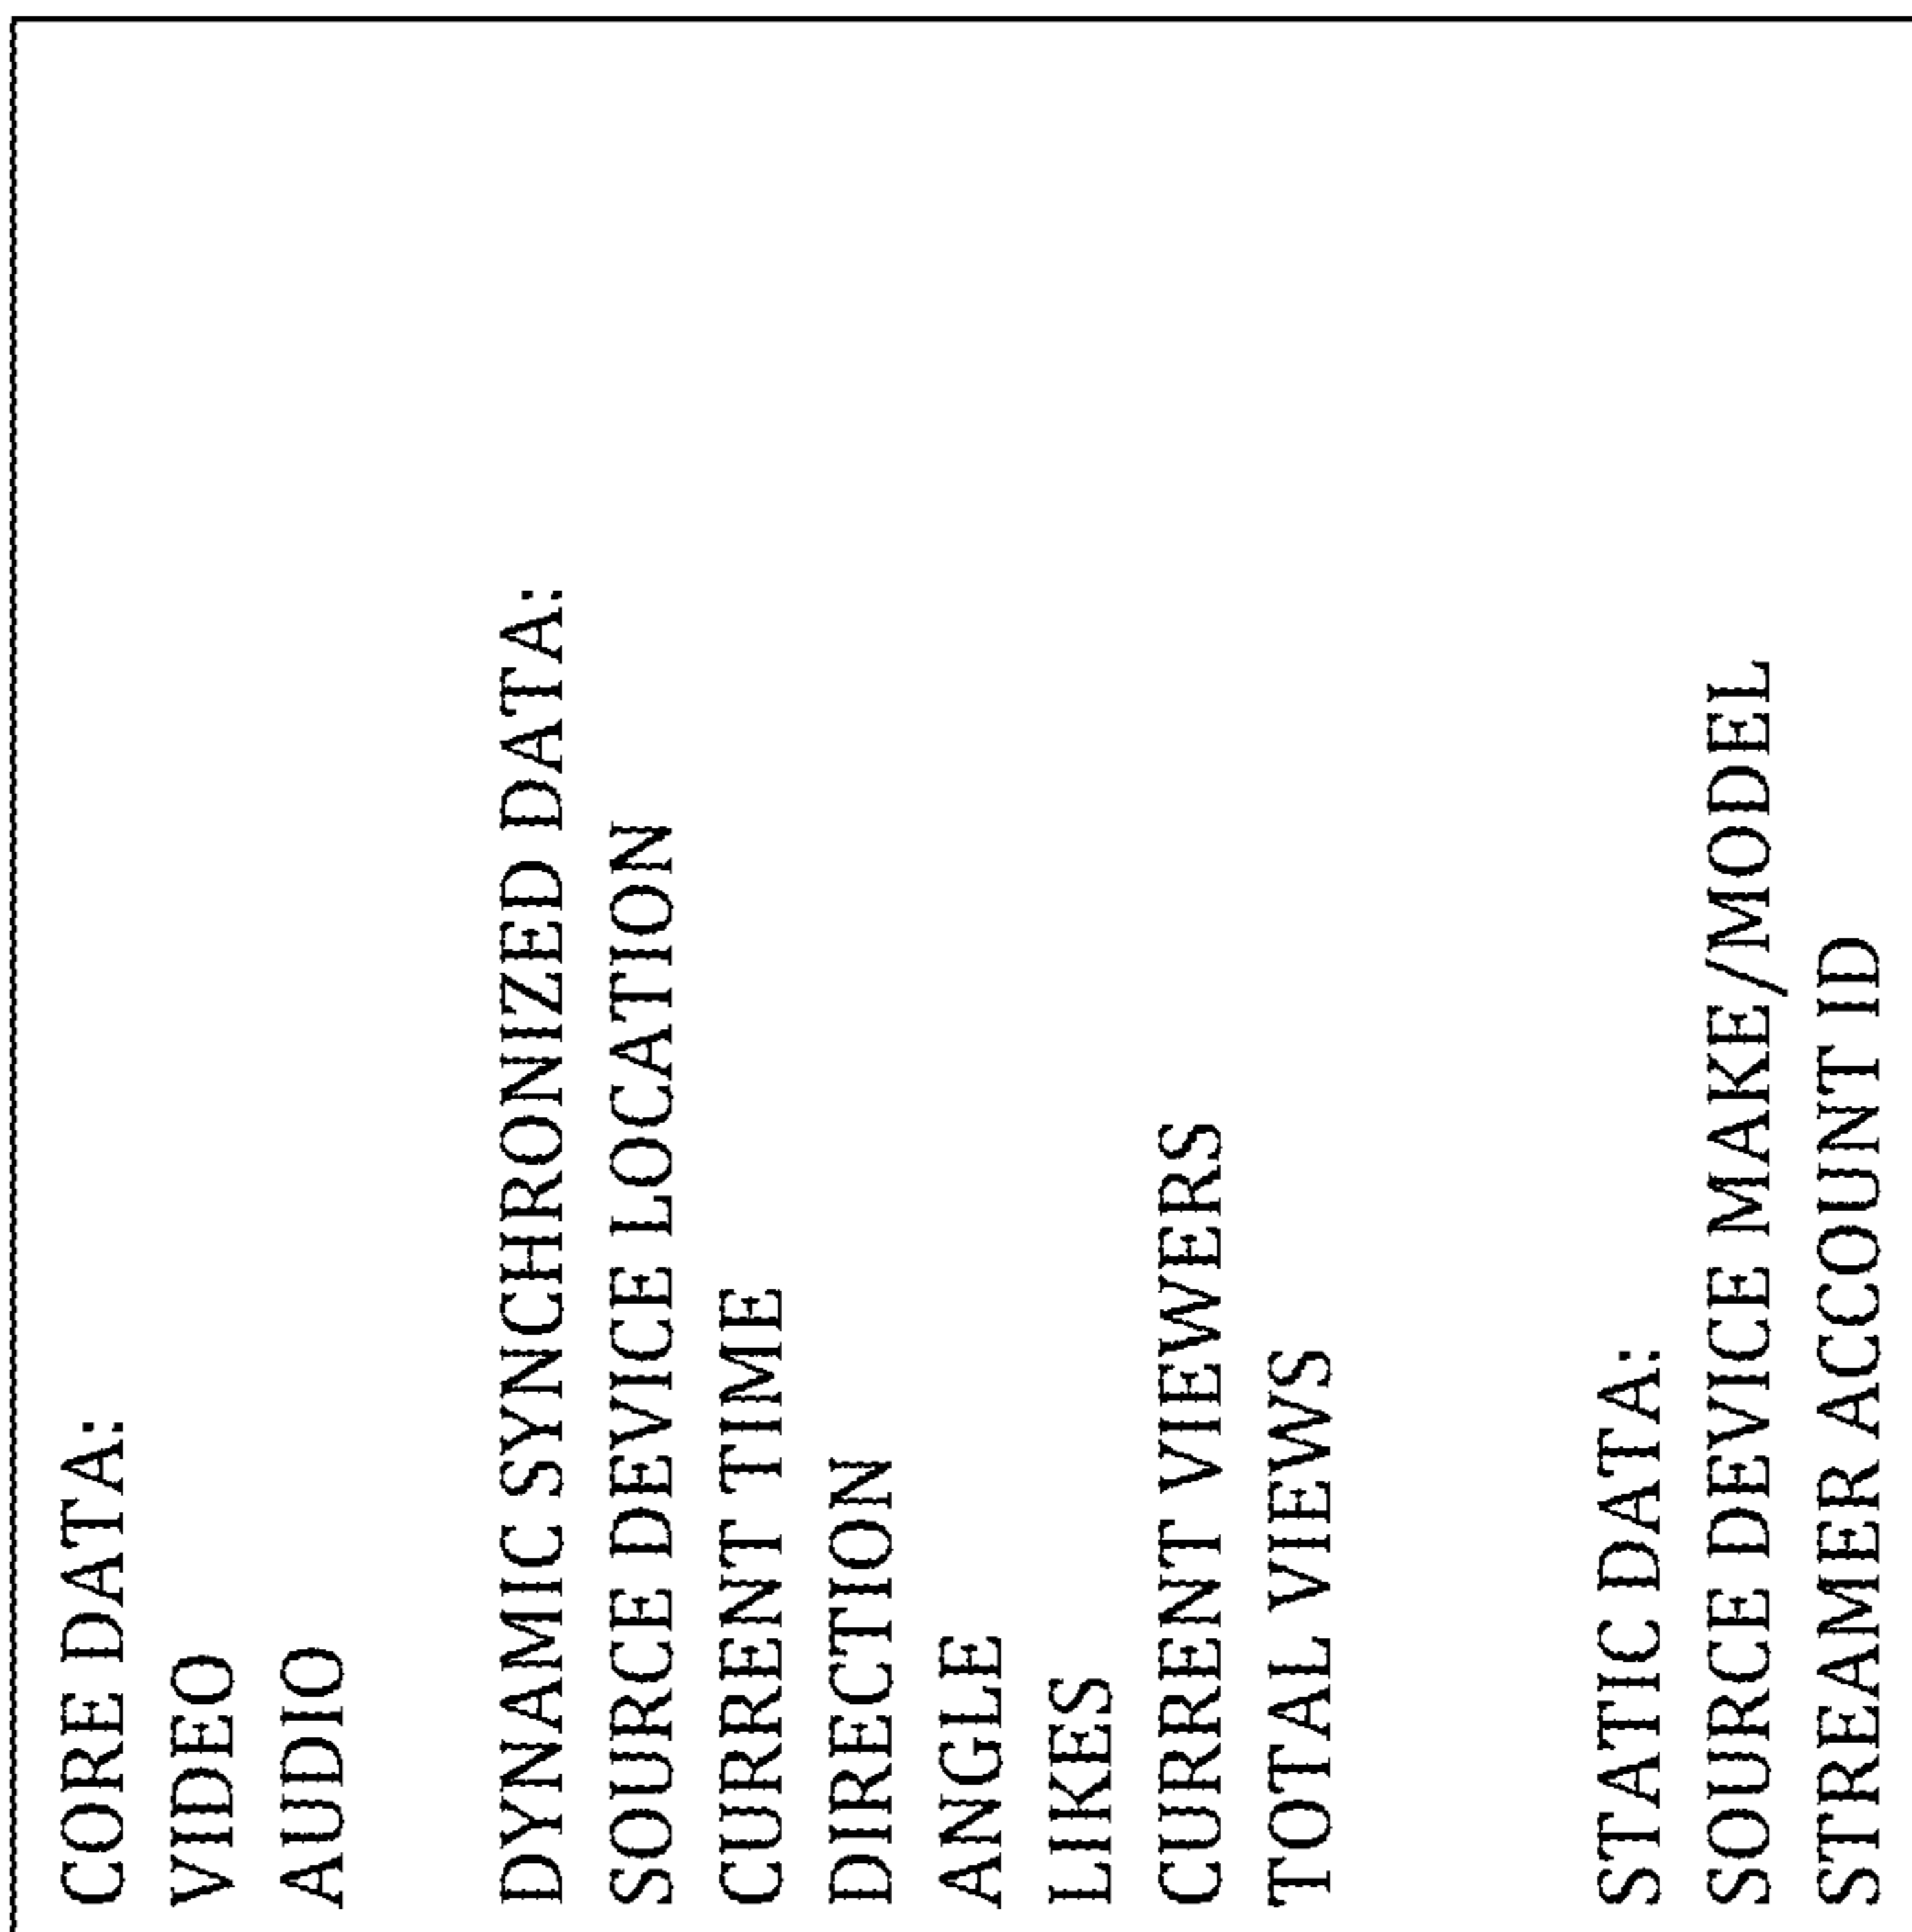 CORE DATA:
VIDEO
AUDIO
DYNAMIC SYNCHRONIZED DATA:
SOURCE DEVICE LOCATION
CURRENT TIME
DIRECTION
ANGLE
LIKES
CURRENT VIEWERS
TOTAL VIEWS
STATIC DATA:
SOURCE DEVICE MAKE/MODEL
STREAMER ACCOUNT ID